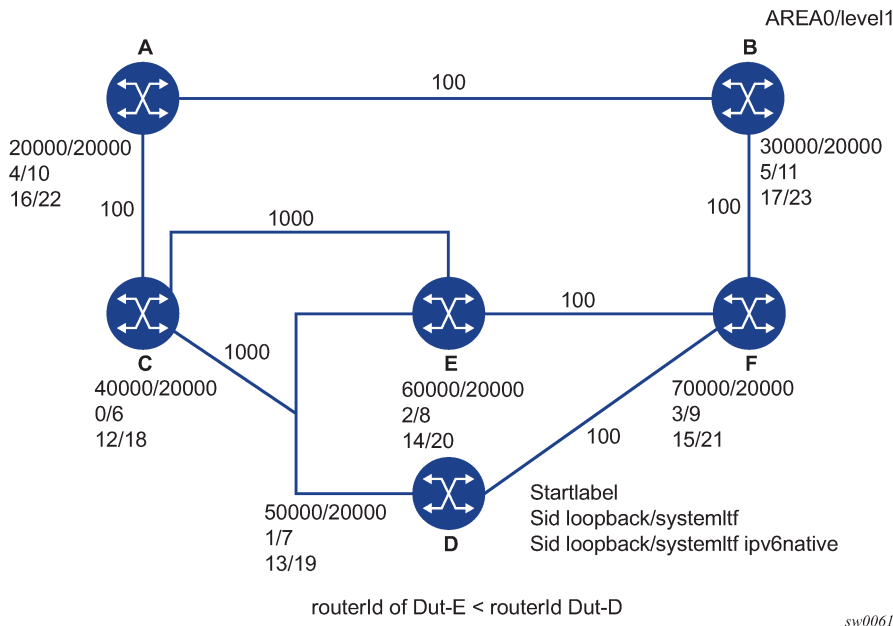 AREA0/level1
A
B
100
20000/20000
4/10
16/22
30000/20000
5/11
17/23
100
100
1000
1000
100
C
E
F
40000/20000
0/6
12/18
60000/20000
2/8
14/20
70000/20000
3/9
15/21
100
50000/20000
1/7
13/19
D
Startlabel
Sid loopback/systemItf
Sid loopback/systemItf ipv6native
routerId of Dut-E < routerId Dut-D
sw0061